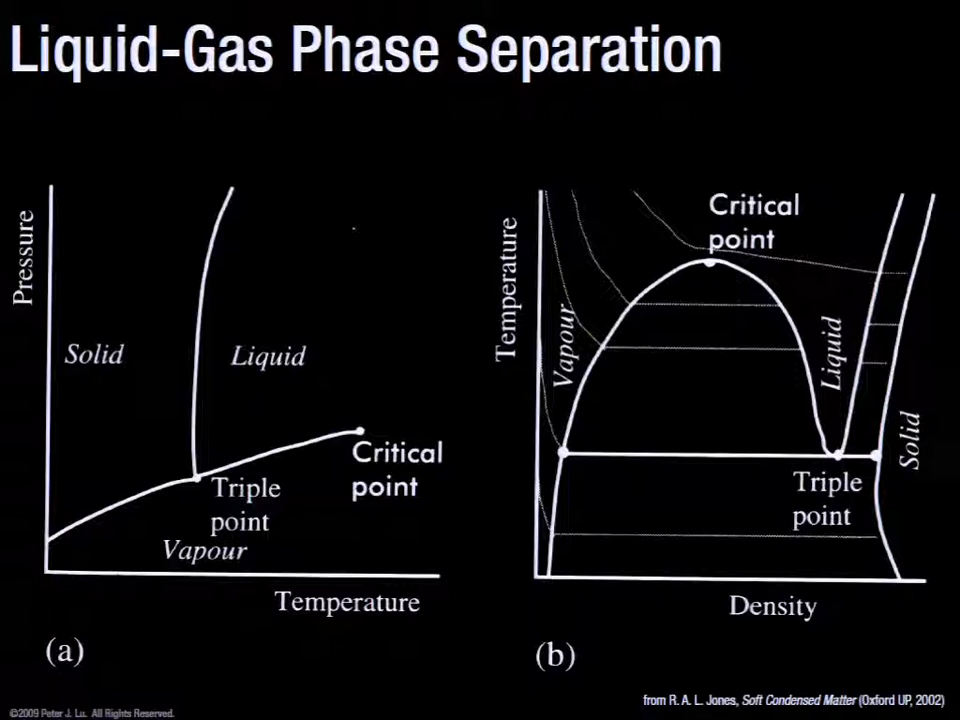 Liquid-Gas Phase Separation
Pressure
Solid
Liquid
Critical
point
Triple
point
Vapour
Temperature
(a)
Temperature
Critical
point
Vapour
Liquid
Solid
Triple
point
Density
(b)
from R. A. L. Jones, Soft Condensed Matter (Oxford UP, 2002)
©2009 Peter J. Lu. All Rights Reserved.